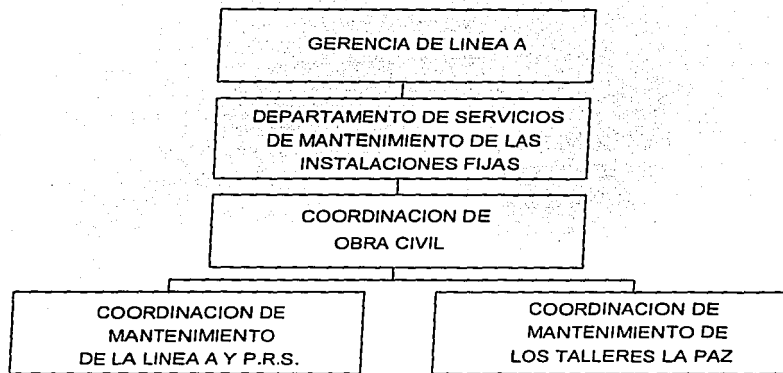 GERENCIA DE LINEA A
DEPARTAMENTO DE SERVICIOS
DE MANTENIMIENTO DE LAS
INSTALACIONES FIJAS
COORDINACION DE
OBRA CIVIL
COORDINACION DE
MANTENIMIENTO
DE LA LINEA A Y P.R.S.
COORDINACION DE
MANTENIMIENTO DE
LOS TALLERES LA PAZ